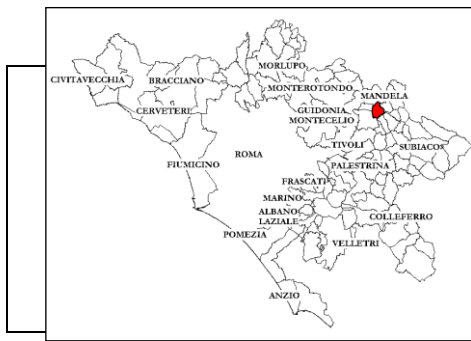 MORLUPO
CIVITAVECCHIA
BRACCIANO
MONTEROTONDO
MANDELA
CERVETERI
GUIDONIA
MONTECELIO
TIVOLI
SUBIACO
ROMA
FIUMICINO
PALESTRINA
FRASCATI
MARINO
ALBANO
LAZIALE
COLLEFERRO
POMEZIA
VELLETRI
ANZIO